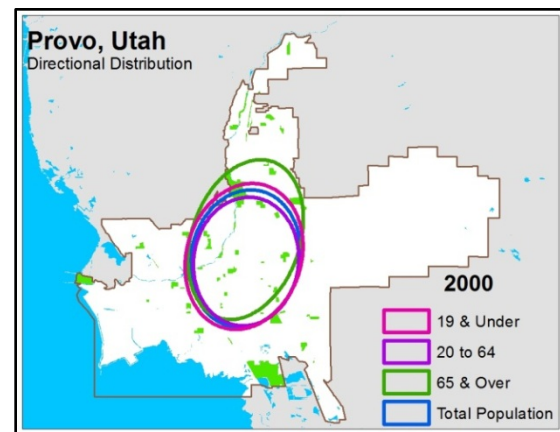 Provo, Utah
Directional Distribution
2000
19 & Under
20 to 64
65 & Over
Total Population